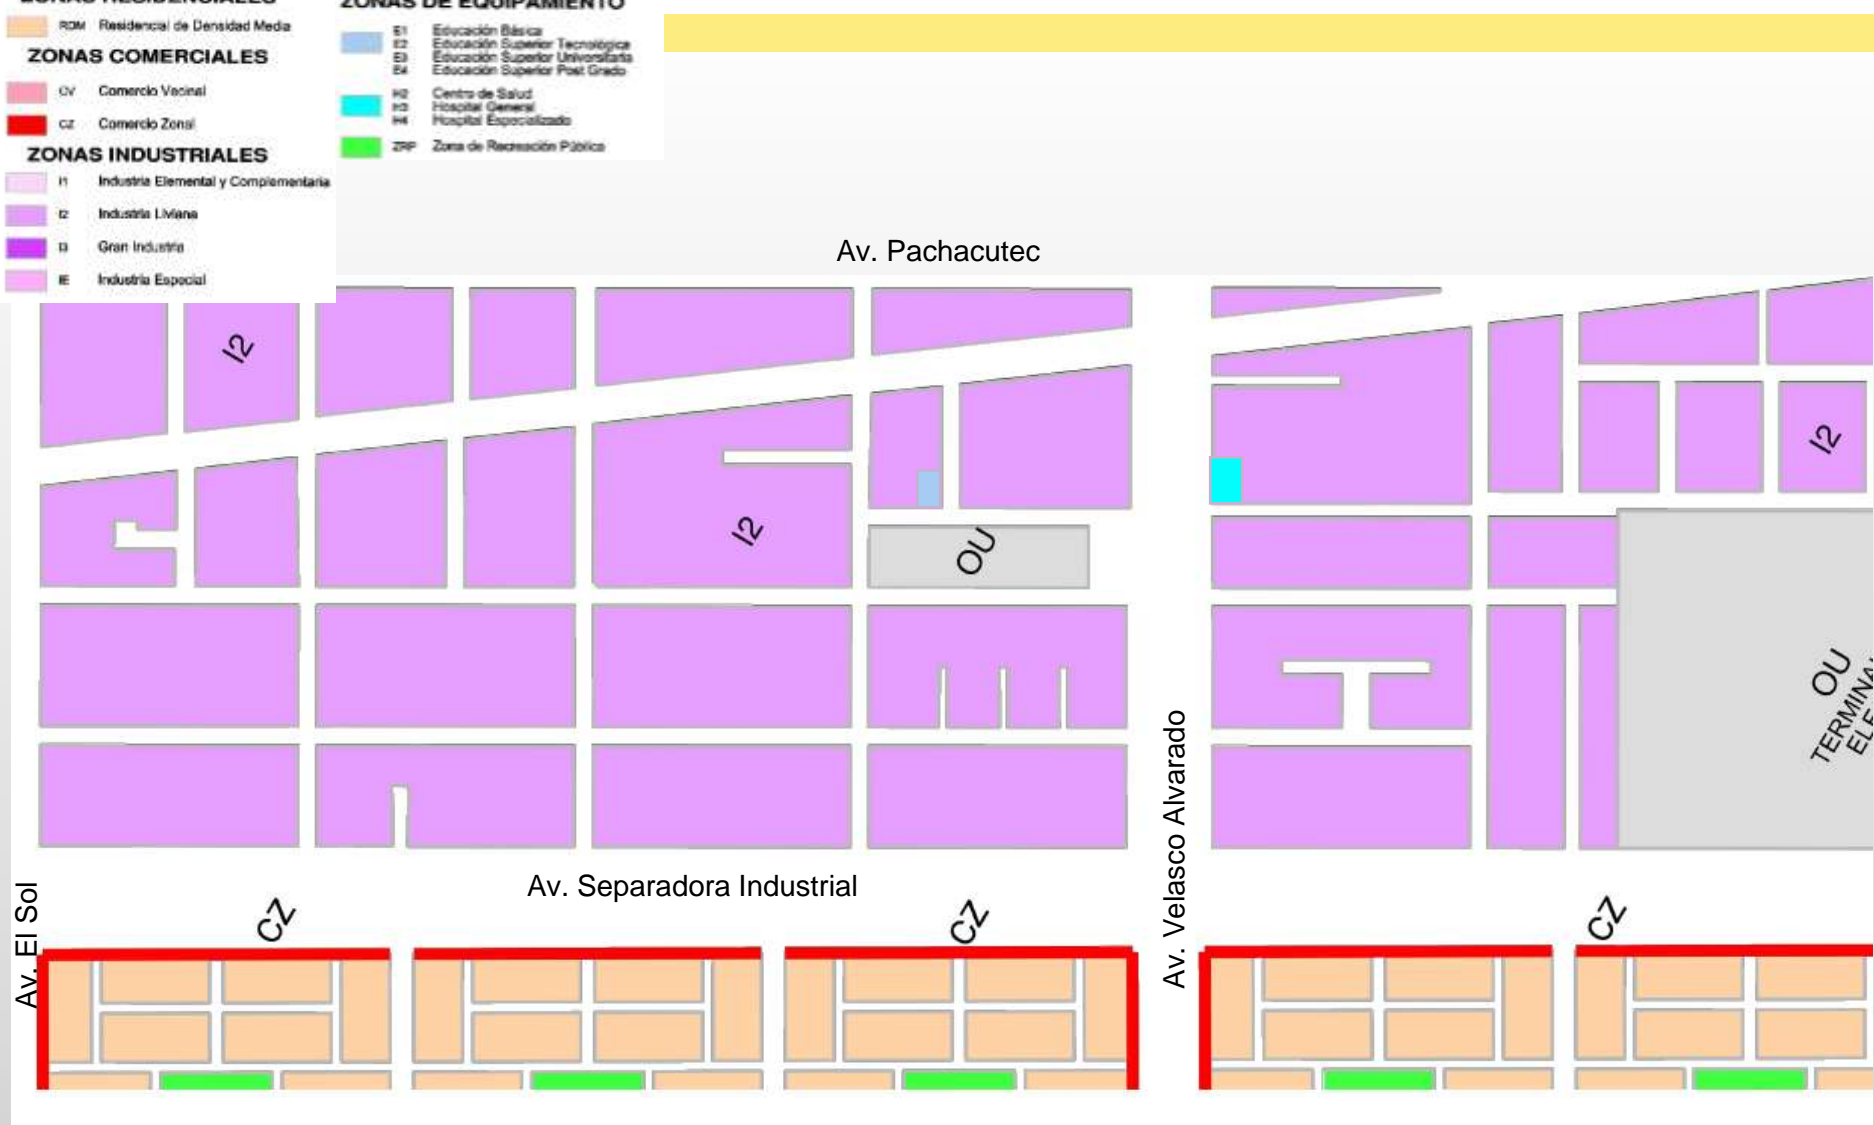 ZONAS RESIDENCIALES
RDM Residencial de Densidad Media
ZONAS COMERCIALES
CV Comercio Vecinal
CZ Comercio Zonal
ZONAS INDUSTRIALES
I1 Industria Elemental y Complementaria
I2 Industria Liviana
I3 Gran Industria
IE Industria Especial
ZONAS DE EQUIPAMIENTO
E1 Educación Básica
E2 Educación Superior Tecnológica
E3 Educación Superior Universitaria
E4 Educación Superior Post Grado
H2 Centro de Salud
H3 Hospital General
H4 Hospital Especializado
ZRP Zona de Recreación Pública
Av. Pachacutec
I2
I2
I2
OU
OU
TERMINAL
ELE
Av. Velasco Alvarado
Av. Separadora Industrial
Av. El Sol
CZ
CZ
CZ